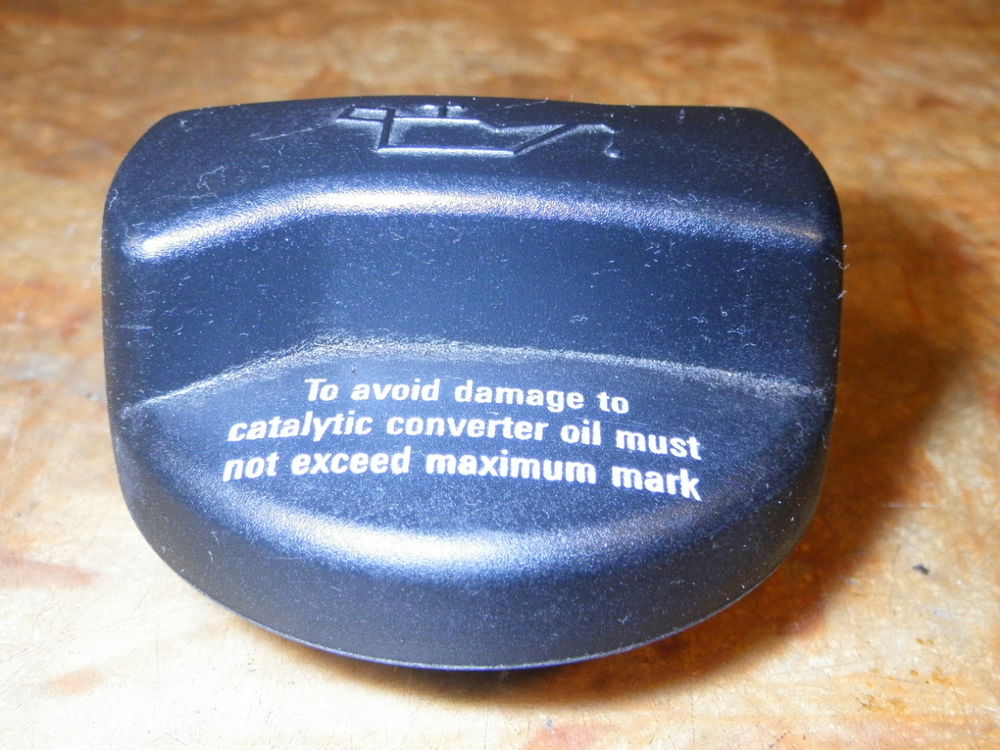 To avoid damage to
catalytic converter oil must
not exceed maximum mark